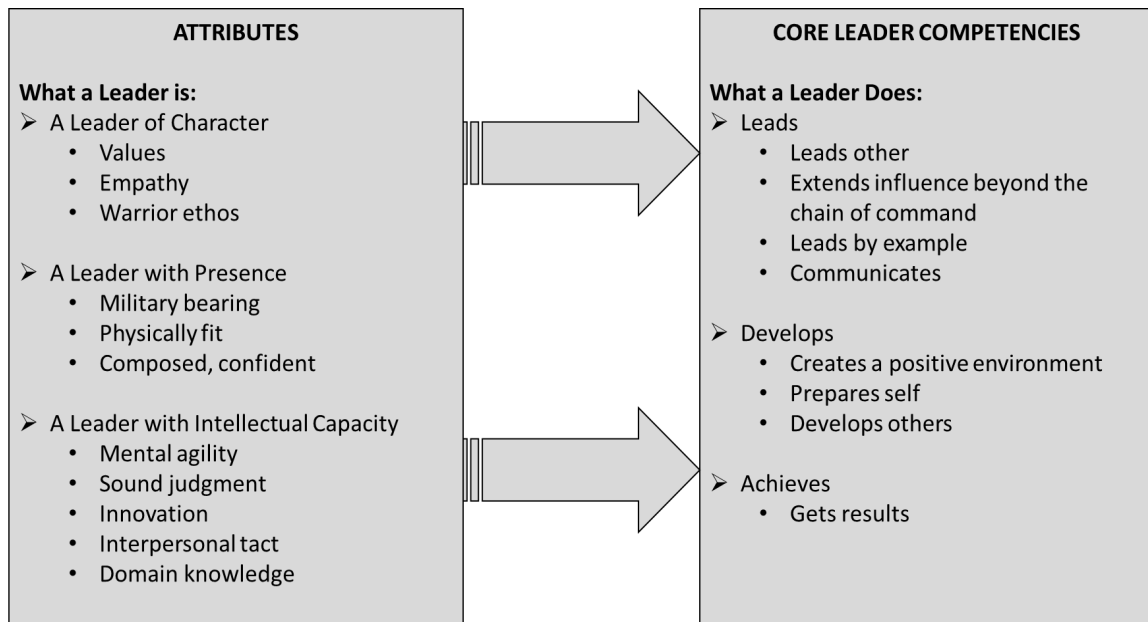 ATTRIBUTES
What a Leader is:
➢ A Leader of Character
• Values
• Empathy
• Warrior ethos
➢ A Leader with Presence
• Military bearing
• Physically fit
• Composed, confident
➢ A Leader with Intellectual Capacity
• Mental agility
• Sound judgment
• Innovation
• Interpersonal tact
• Domain knowledge
CORE LEADER COMPETENCIES
What a Leader Does:
➢ Leads
• Leads other
• Extends influence beyond the
chain of command
• Leads by example
• Communicates
➢ Develops
• Creates a positive environment
• Prepares self
• Develops others
➢ Achieves
• Gets results